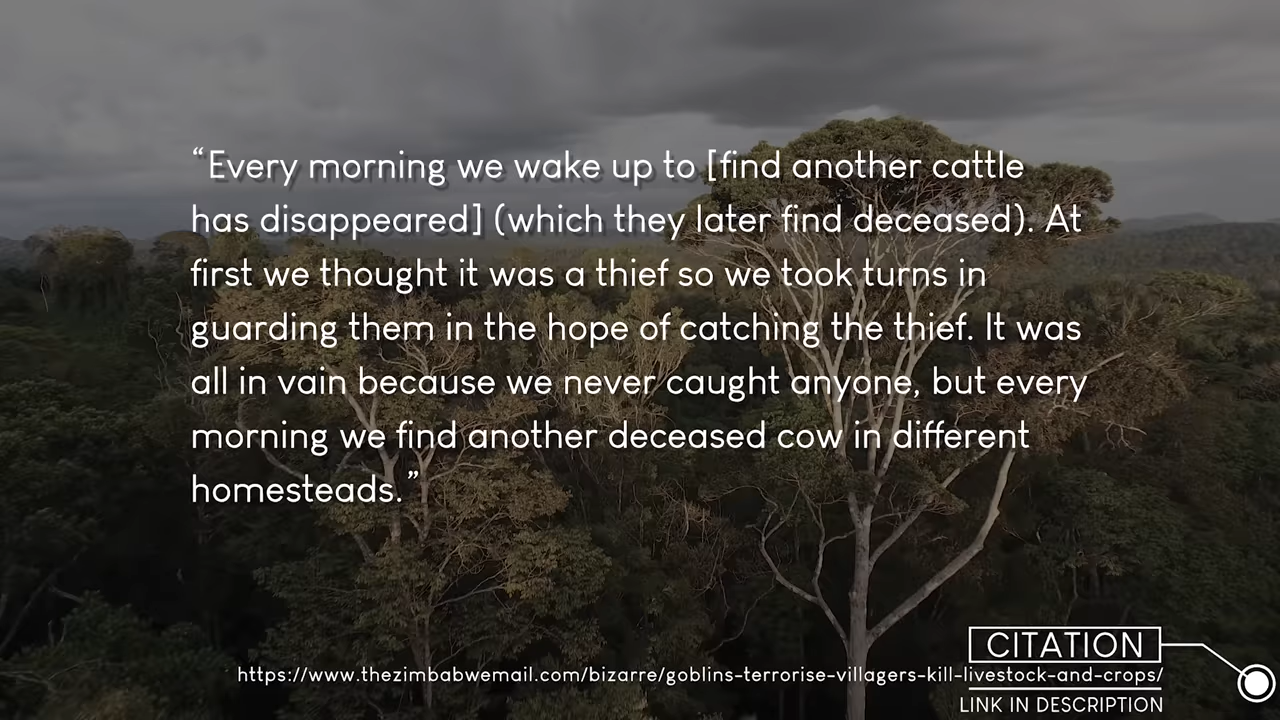 “Every morning we wake up to [find another cattle
has disappeared] (which they later find deceased). At
first we thought it was a thief so we took turns in
guarding them in the hope of catching the thief. It was
all in vain because we never caught anyone, but every
morning we find another deceased cow in different
homesteads.”
CITATION
https://www.thezimbabwemail.com/bizarre/goblins-terrorise-villagers-kill-livestock-and-crops/
LINK IN DESCRIPTION